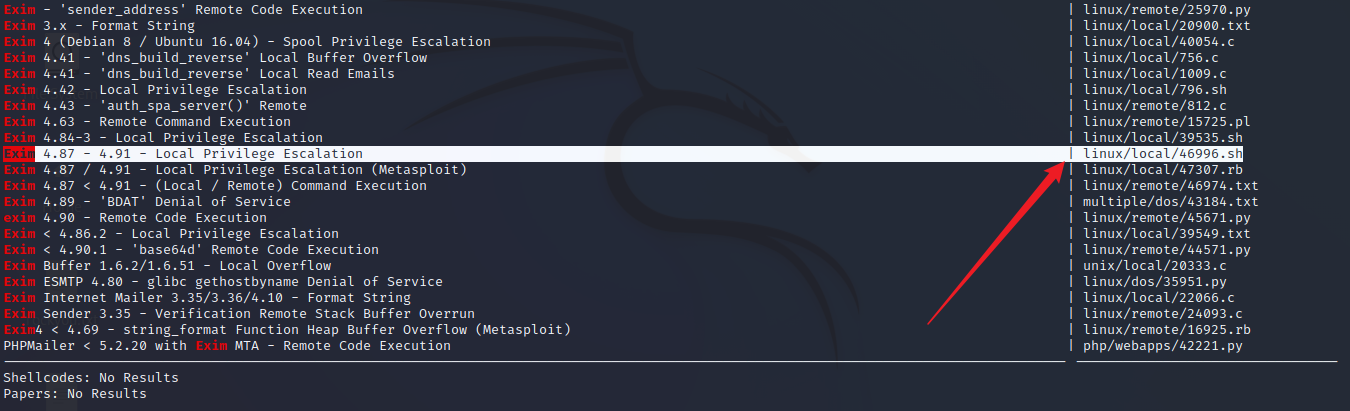 Exim - 'sender_address' Remote Code Execution | linux/remote/25970.py
Exim 3.x - Format String | linux/local/20900.txt
Exim 4 (Debian 8 / Ubuntu 16.04) - Spool Privilege Escalation | linux/local/40054.c
Exim 4.41 - 'dns_build_reverse' Local Buffer Overflow | linux/local/756.c
Exim 4.41 - 'dns_build_reverse' Local Read Emails | linux/local/1009.c
Exim 4.42 - Local Privilege Escalation | linux/local/796.sh
Exim 4.43 - 'auth_spa_server()' Remote | linux/remote/812.c
Exim 4.63 - Remote Command Execution | linux/remote/15725.pl
Exim 4.84-3 - Local Privilege Escalation | linux/local/39535.sh
Exim 4.87 - 4.91 - Local Privilege Escalation | linux/local/46996.sh
Exim 4.87 / 4.91 - Local Privilege Escalation (Metasploit) | linux/local/47307.rb
Exim 4.87 < 4.91 - (Local / Remote) Command Execution | linux/remote/46974.txt
Exim 4.89 - 'BDAT' Denial of Service | multiple/dos/43184.txt
exim 4.90 - Remote Code Execution | linux/remote/45671.py
Exim < 4.86.2 - Local Privilege Escalation | linux/local/39549.txt
Exim < 4.90.1 - 'base64d' Remote Code Execution | linux/remote/44571.py
Exim Buffer 1.6.2/1.6.51 - Local Overflow | unix/local/20333.c
Exim ESMTP 4.80 - glibc gethostbyname Denial of Service | linux/dos/35951.py
Exim Internet Mailer 3.35/3.36/4.10 - Format String | linux/local/22066.c
Exim Sender 3.35 - Verification Remote Stack Buffer Overrun | linux/remote/24093.c
Exim4 < 4.69 - string_format Function Heap Buffer Overflow (Metasploit) | linux/remote/16925.rb
PHPMailer < 5.2.20 with Exim MTA - Remote Code Execution | php/webapps/42221.py
Shellcodes: No Results
Papers: No Results